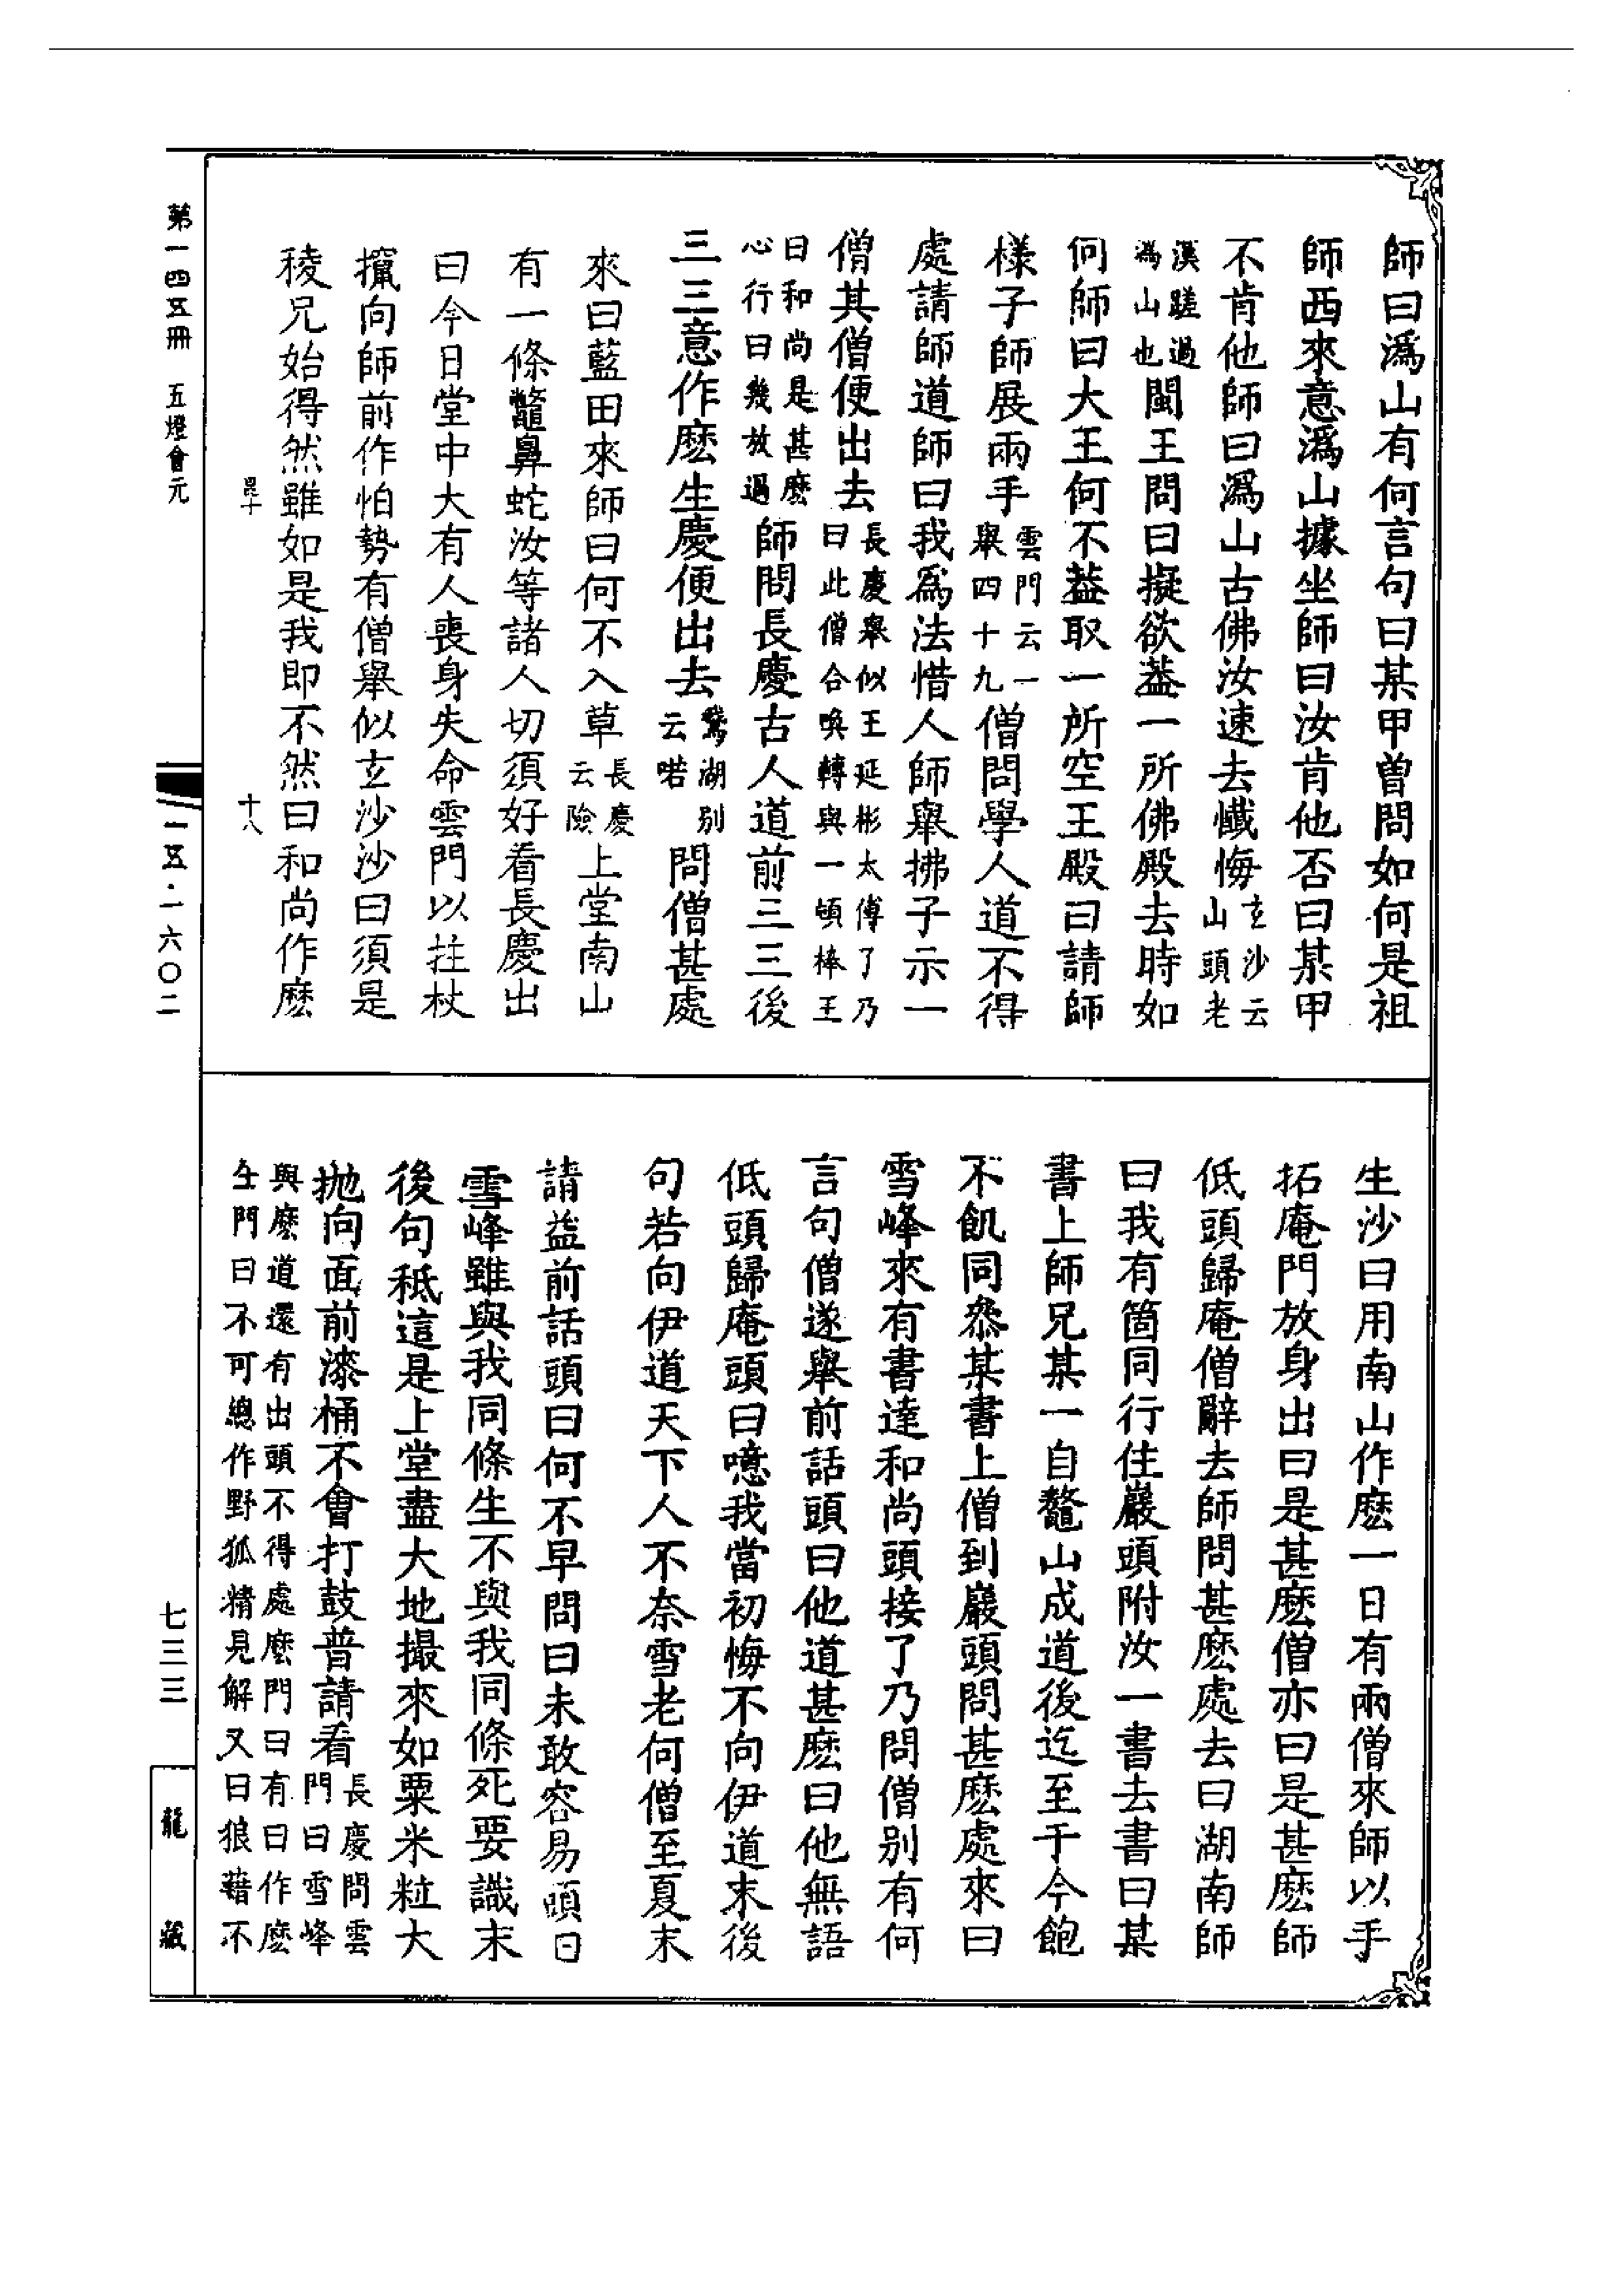 師曰潙山有何言句曰某甲曾問如何是祖
師西來意潙山據坐師曰汝肯他否曰某甲
不肯他師曰潙山古佛汝速去懺悔玄沙云山頭老
漢蹉過潙山也閩王問曰擬欲葢一所佛殿去時如
何師曰大王何不葢取一所空王殿曰請師
樣子師展兩手雲門云一舉四十九僧問學人道不得
處請師道師曰我爲法惜人師舉拂子示一
僧其僧便出去長慶舉似王延彬太傅了乃曰此僧合喚轉與一頓棒王
曰和尚是甚麽心行曰幾放過師問長慶古人道前三三後
三三意作麽生慶便出去鵞湖别云喏問僧甚處
來曰藍田來師曰何不入草長慶云險上堂南山
有一條鼈鼻蛇汝等諸人切須好看長慶出
曰今日堂中大有人喪身失命雲門以拄杖
攛向師前作怕勢有僧舉似玄沙沙曰須是
稜兄始得然雖如是我即不然曰和尚作麽
生沙曰用南山作麽一日有兩僧來師以手
拓庵門放身出曰是甚麽僧亦曰是甚麽師
低頭歸庵僧辭去師問甚麽處去曰湖南師
曰我有箇同行住巖頭附汝一書去書曰某
書上師兄某一自鼇山成道後迄至于今飽
不飢同叅某書上僧到巖頭問甚麽處來曰
雪峰來有書達和尚頭接了乃問僧别有何
言句僧遂舉前話頭曰他道甚麽曰他無語
低頭歸庵頭曰噫我當初悔不向伊道末後
句若向伊道天下人不奈雪老何僧至夏末
請益前話頭曰何不早問曰未敢容易頭曰
雪峰雖與我同條生不與我同條死要識末
後句秪這是上堂盡大地撮來如粟米粒大
抛向面前漆桶不會打鼓普請看長慶問雲門曰雪峰
與麽道還有出頭不得處麽門曰有曰作麽生門曰不可總作野狐精見解又曰狼藉不
第一四五冊 五燈會元
昆十
十八
一五·一六〇二
七三三
龍藏